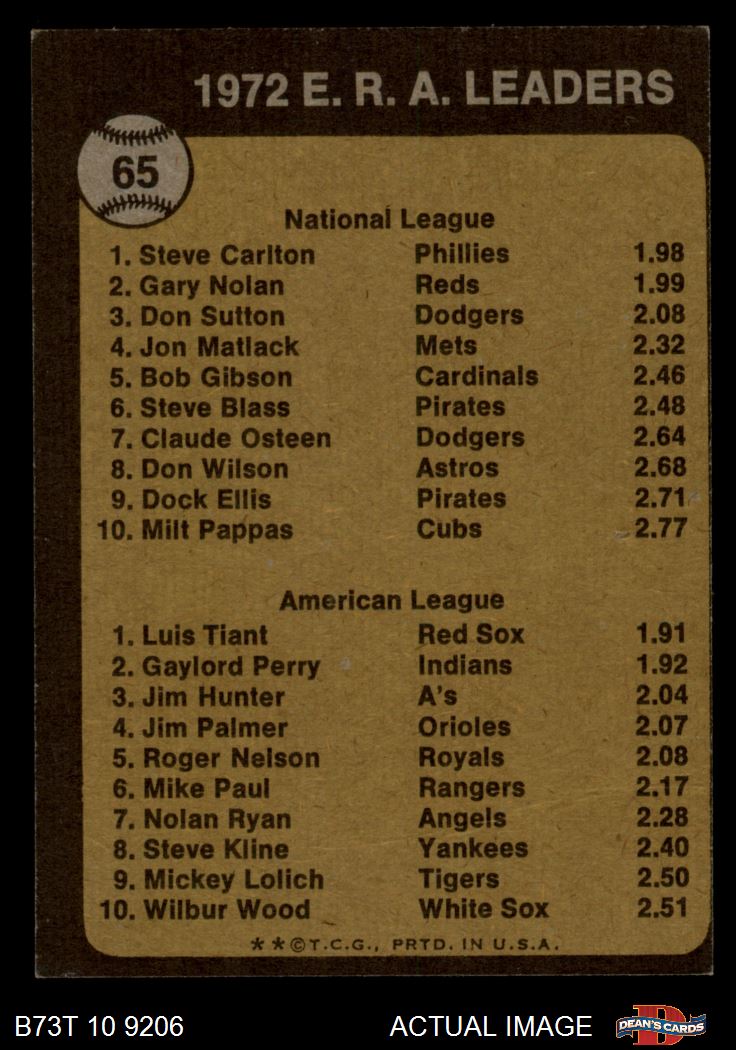 1972 E. R. A. LEADERS
65
National League
1. Steve Carlton Phillies 1.98
2. Gary Nolan Reds 1.99
3. Don Sutton Dodgers 2.08
4. Jon Matlack Mets 2.32
5. Bob Gibson Cardinals 2.46
6. Steve Blass Pirates 2.48
7. Claude Osteen Dodgers 2.64
8. Don Wilson Astros 2.68
9. Dock Ellis Pirates 2.71
10. Milt Pappas Cubs 2.77
American League
1. Luis Tiant Red Sox 1.91
2. Gaylord Perry Indians 1.92
3. Jim Hunter A's 2.04
4. Jim Palmer Orioles 2.07
5. Roger Nelson Royals 2.08
6. Mike Paul Rangers 2.17
7. Nolan Ryan Angels 2.28
8. Steve Kline Yankees 2.40
9. Mickey Lolich Tigers 2.50
10. Wilbur Wood White Sox 2.51
* * © T.C.G., PRTD. IN U.S.A.
B73T 10 9206 ACTUAL IMAGE D DEAN'S CARDS